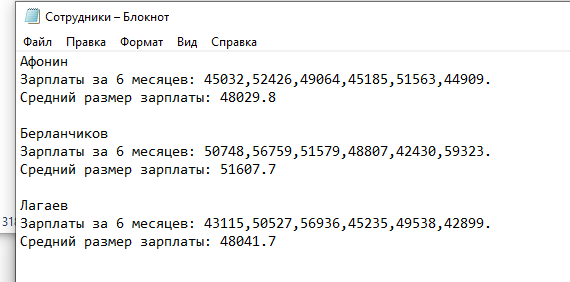 Сотрудники – Блокнот
Файл Правка Формат Вид Справка
Афонин
Зарплаты за 6 месяцев: 45032,52426,49064,45185,51563,44909.
Средний размер зарплаты: 48029.8
Берланчиков
Зарплаты за 6 месяцев: 50748,56759,51579,48807,42430,59323.
Средний размер зарплаты: 51607.7
Лагаев
318
Зарплаты за 6 месяцев: 43115,50527,56936,45235,49538,42899.
Средний размер зарплаты: 48041.7